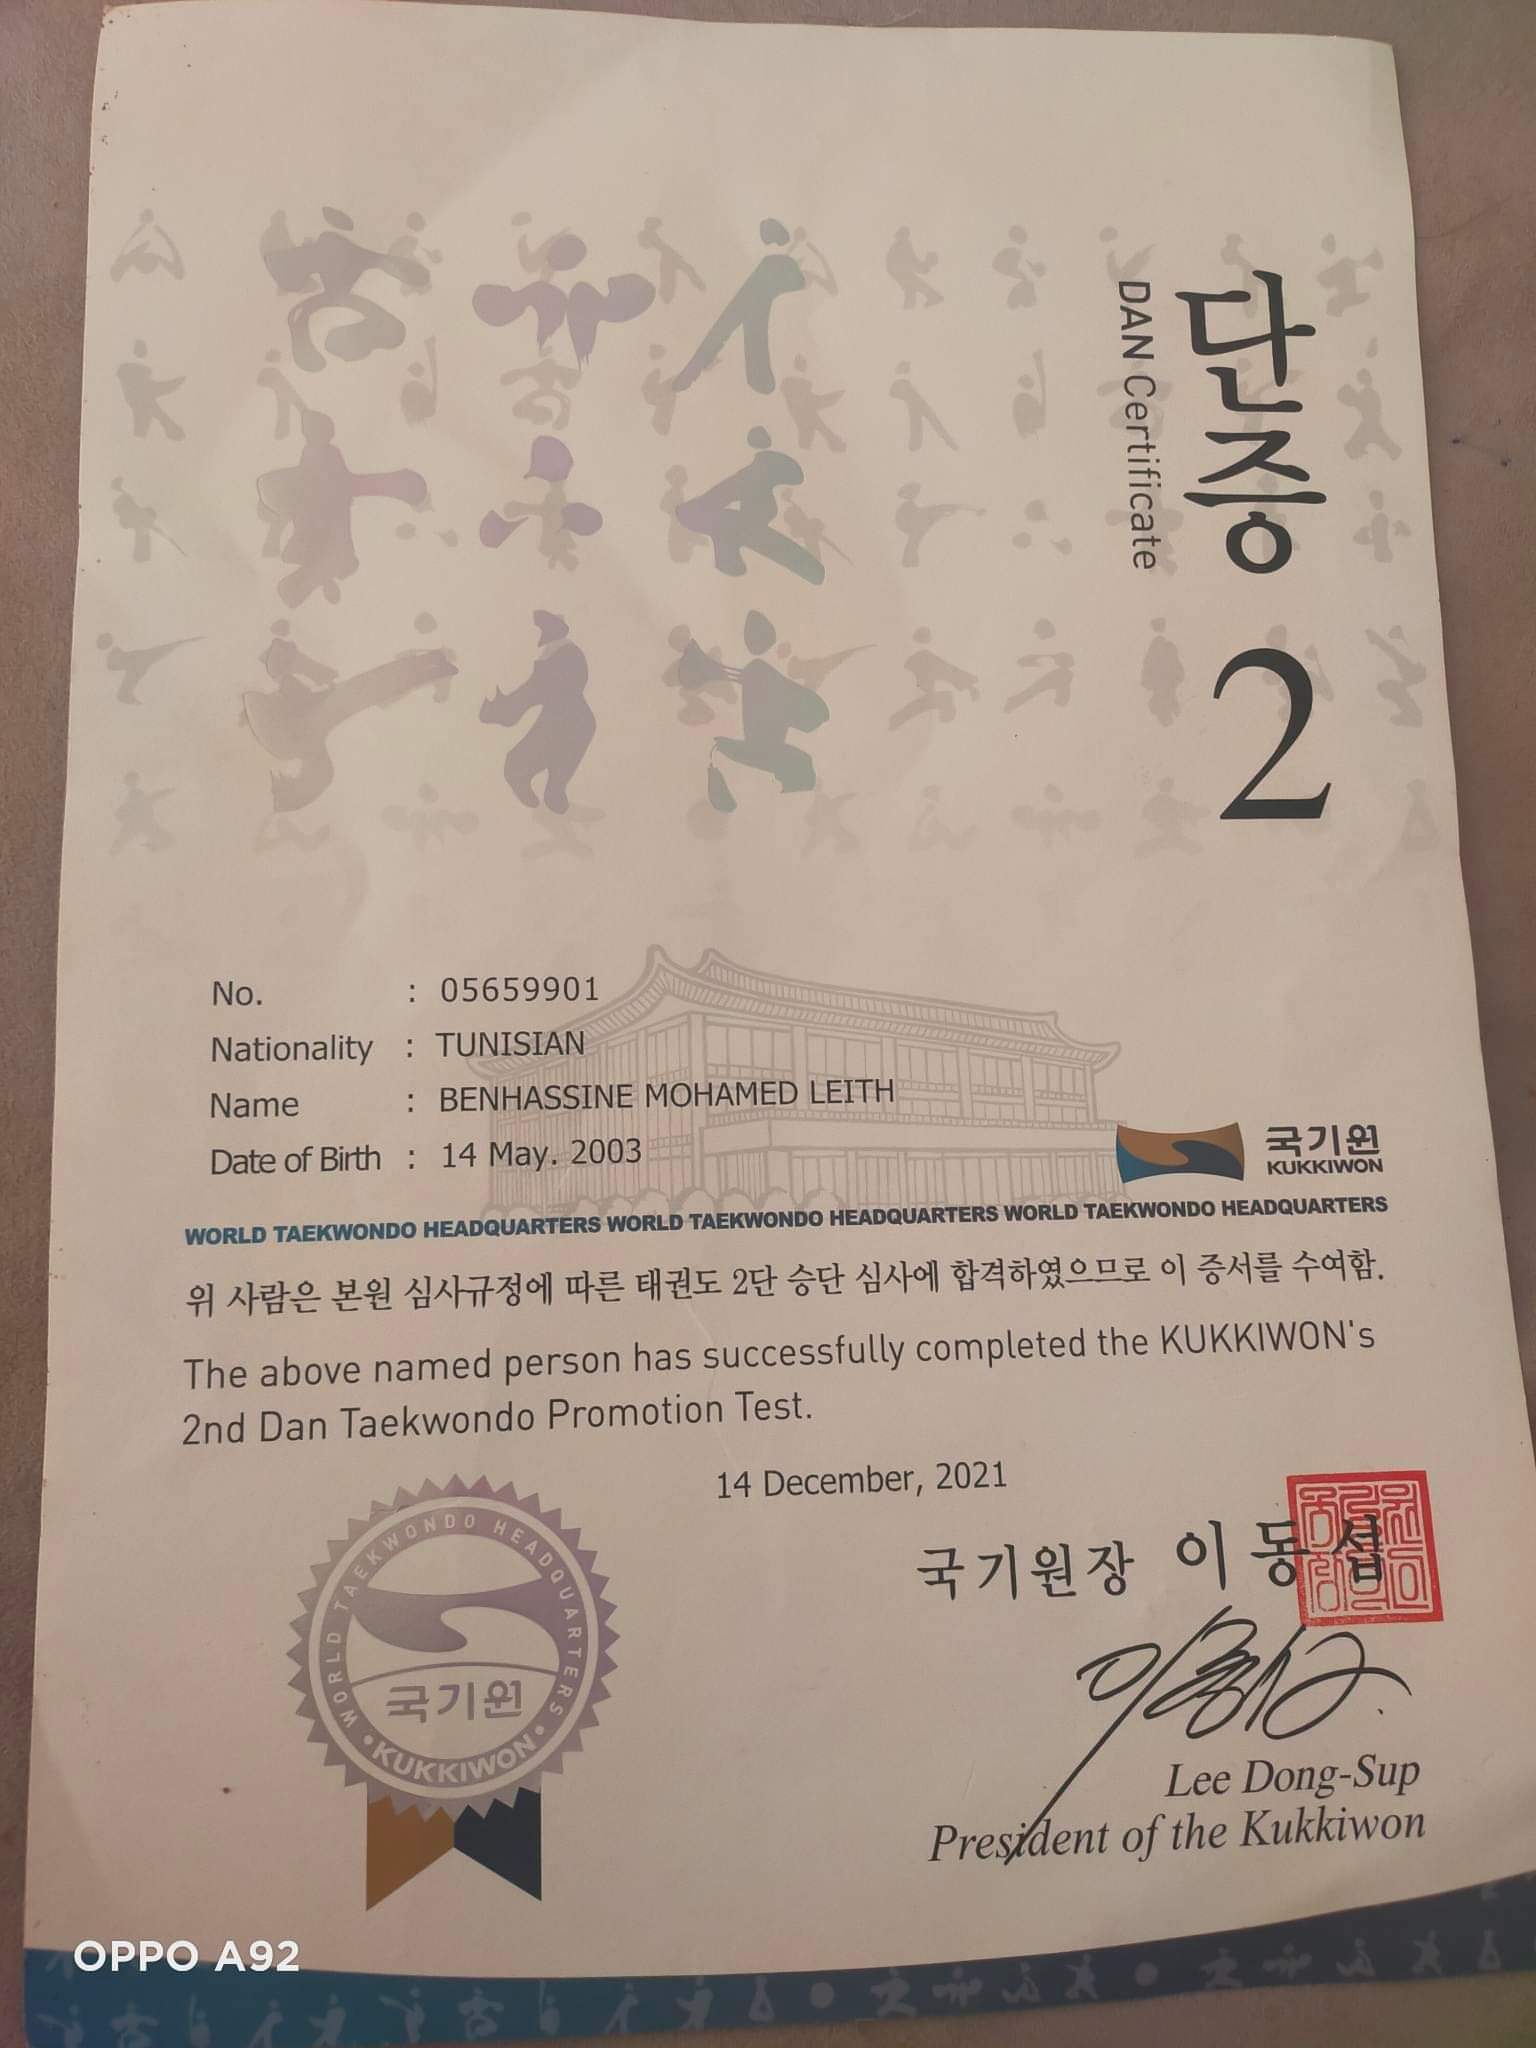 단증
DAN Certificate
2
No. : 05659901
Nationality : TUNISIAN
Name : BENHASSINE MOHAMED LEITH
Date of Birth : 14 May. 2003
국기원
KUKKIWON
WORLD TAEKWONDO HEADQUARTERS WORLD TAEKWONDO HEADQUARTERS WORLD TAEKWONDO HEADQUARTERS
위 사람은 본원 심사규정에 따른 태권도 2단 승단 심사에 합격하였으므로 이 증서를 수여함.
The above named person has successfully completed the KUKKIWON's
2nd Dan Taekwondo Promotion Test.
14 December, 2021
국기원장 이동섭
Lee Dong-Sup
President of the Kukkiwon
WORLD TAEKWONDO HEADQUARTERS
국기원
• KUKKIWON •
OPPO A92